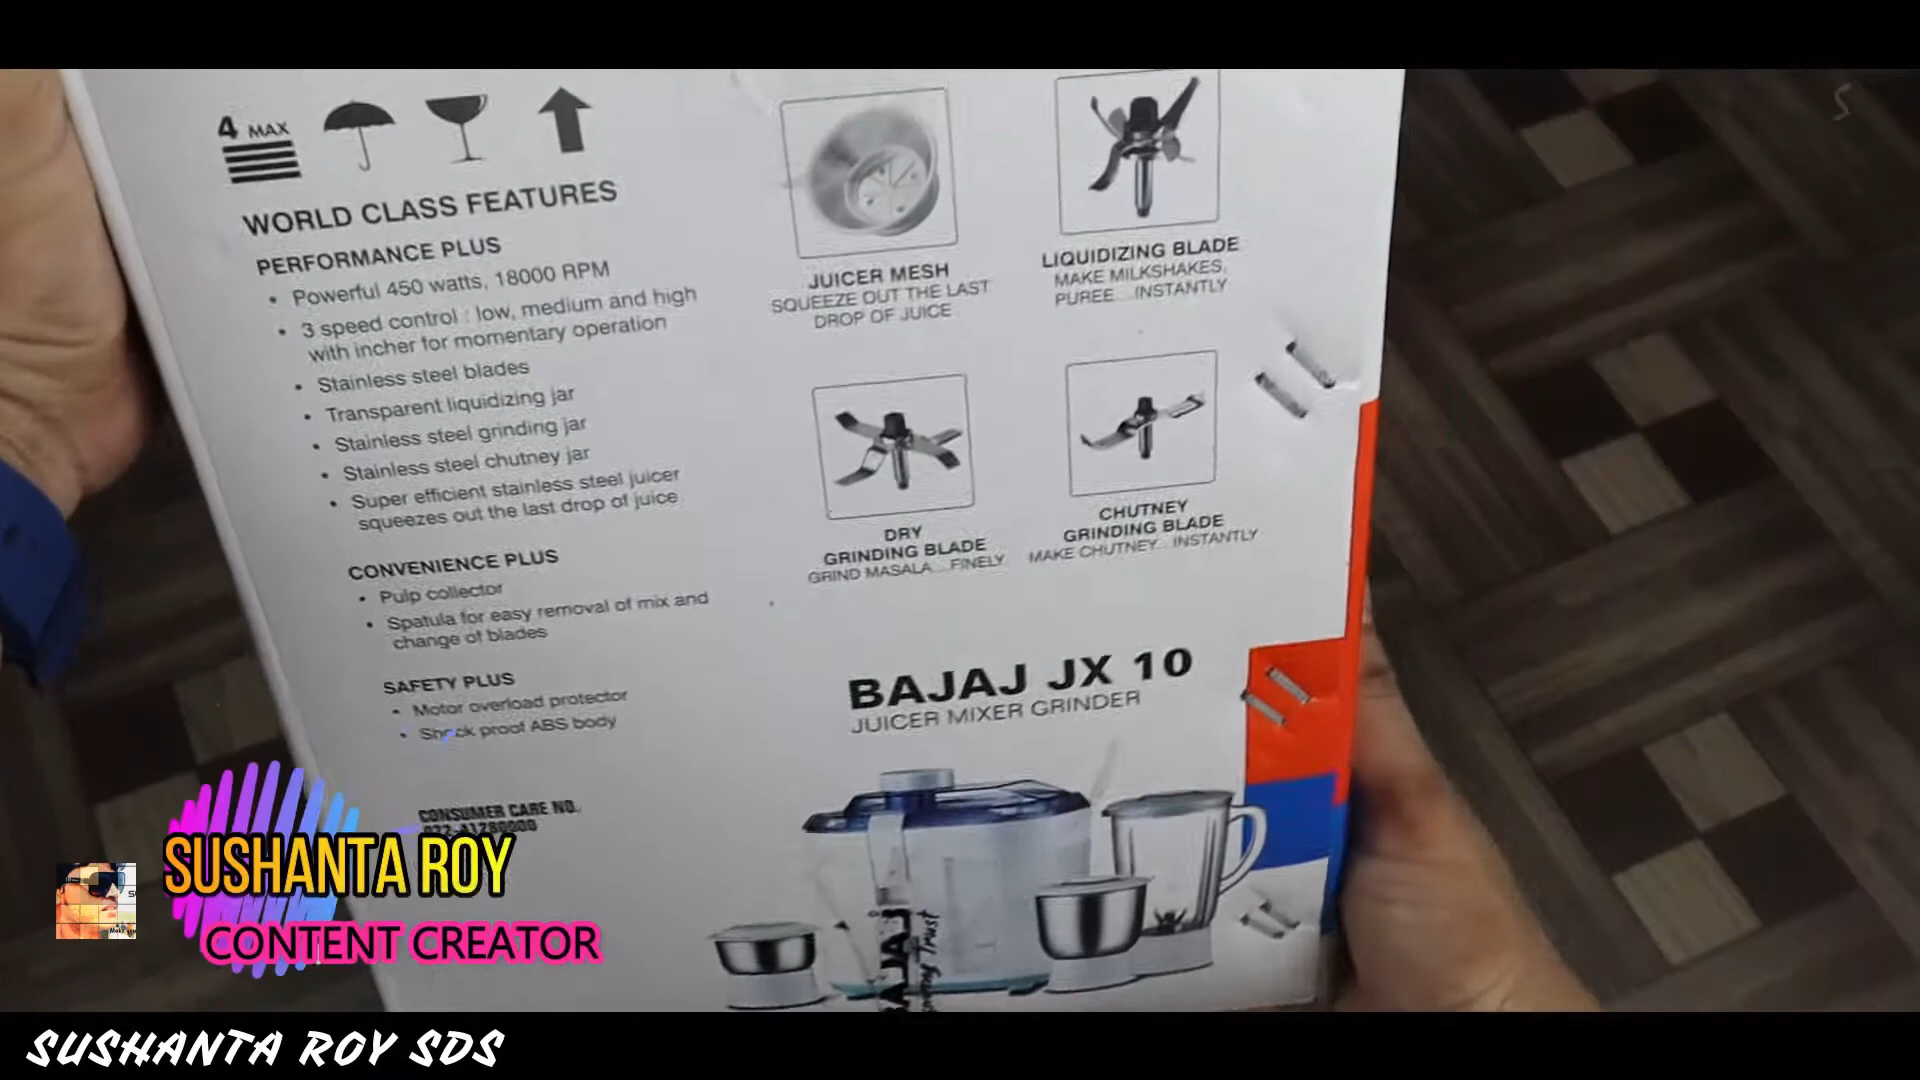 4 MAX
WORLD CLASS FEATURES
PERFORMANCE PLUS
• Powerful 450 watts, 18000 RPM
• 3 speed control : low, medium and high
with incher for momentary operation
• Stainless steel blades
• Transparent liquidizing jar
• Stainless steel grinding jar
• Stainless steel chutney jar
• Super efficient stainless steel juicer
squeezes out the last drop of juice
CONVENIENCE PLUS
• Pulp collector
• Spatula for easy removal of mix and
change of blades
SAFETY PLUS
• Motor overload protector
• Shock proof ABS body
CONSUMER CARE NO.
JUICER MESH
SQUEEZE OUT THE LAST
DROP OF JUICE
LIQUIDIZING BLADE
MAKE MILKSHAKES,
PUREE...INSTANTLY
DRY
GRINDING BLADE
GRIND MASALA...FINELY
CHUTNEY
GRINDING BLADE
MAKE CHUTNEY...INSTANTLY
BAJAJ JX 10
JUICER MIXER GRINDER
BAJAJ
Trust
SUSHANTA ROY
CONTENT CREATOR
SUSHANTA ROY SDS
S